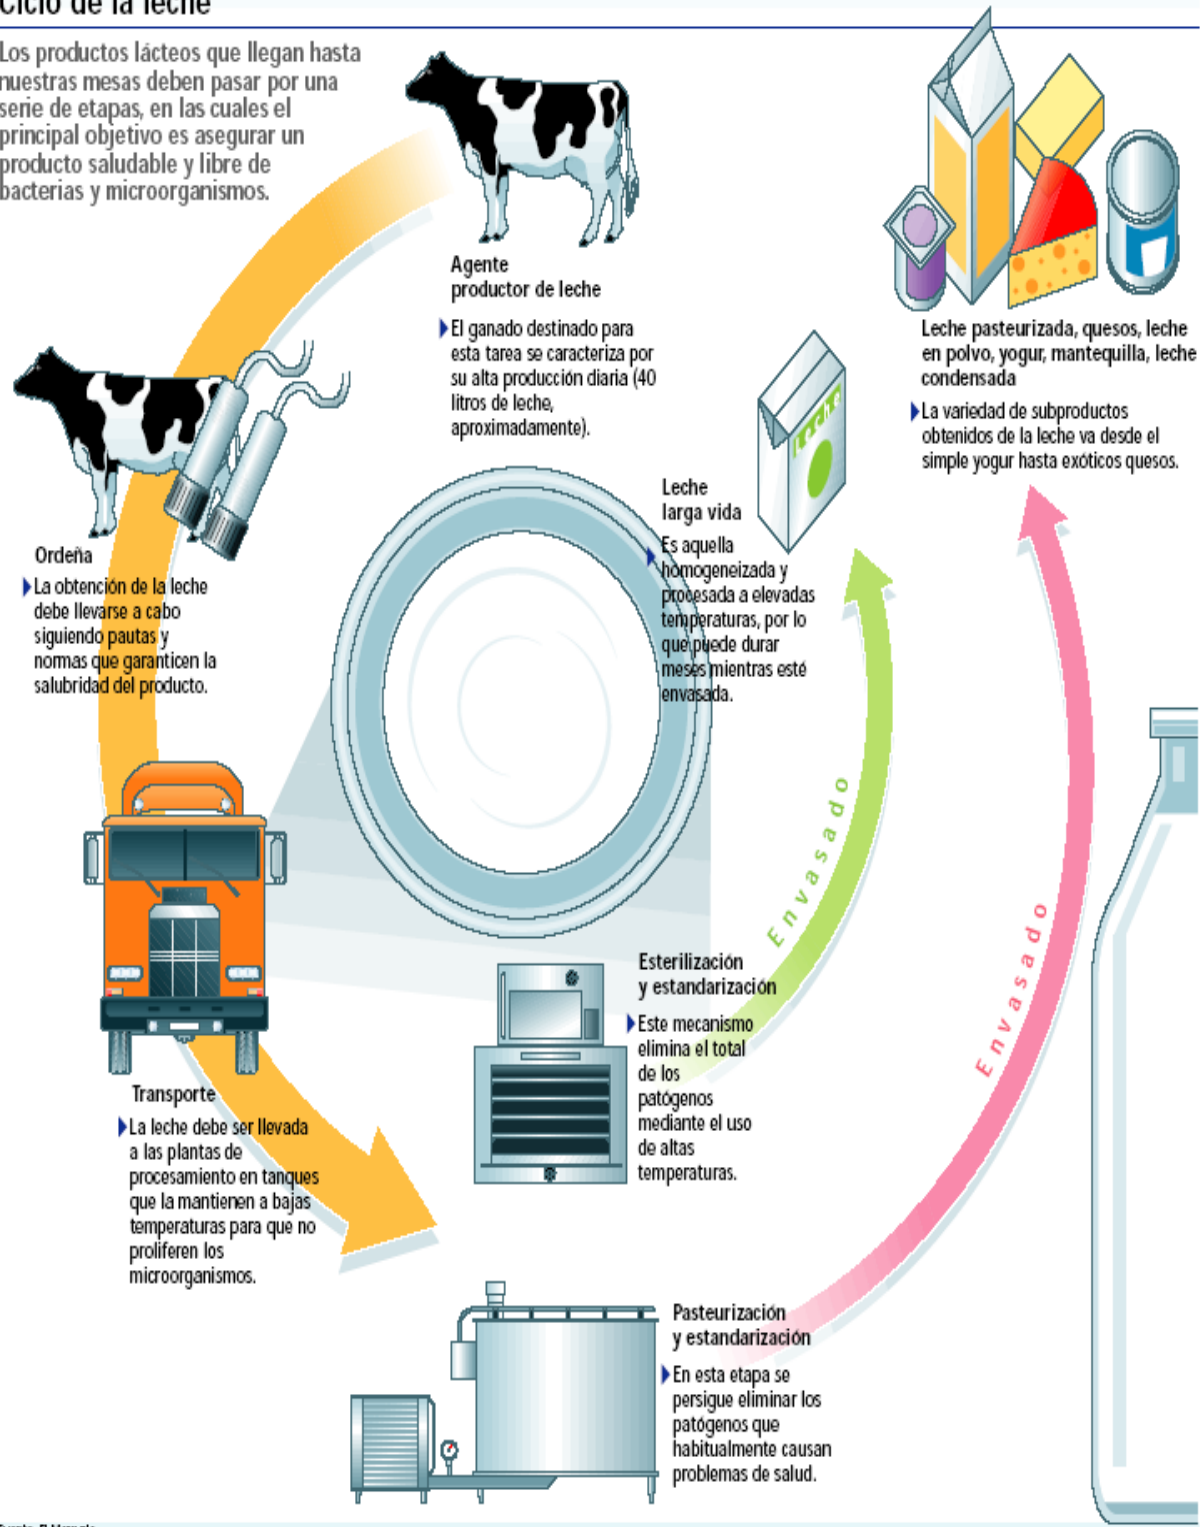 Ciclo de la leche
Los productos lácteos que llegan hasta
nuestras mesas deben pasar por una
serie de etapas, en las cuales el
principal objetivo es asegurar un
producto saludable y libre de
bacterias y microorganismos.
Agente
productor de leche
El ganado destinado para
esta tarea se caracteriza por
su alta producción diaria (40
litros de leche,
aproximadamente).
Ordeña
La obtención de la leche
debe llevarse a cabo
siguiendo pautas y
normas que garanticen la
salubridad del producto.
Transporte
La leche debe ser llevada
a las plantas de
procesamiento en tanques
que la mantienen a bajas
temperaturas para que no
proliferen los
microorganismos.
Pasteurización
y estandarización
En esta etapa se
persigue eliminar los
patógenos que
habitualmente causan
problemas de salud.
Esterilización
y estandarización
Este mecanismo
elimina el total
de los
patógenos
mediante el uso
de altas
temperaturas.
Envasado
Leche
Leche
larga vida
Es aquella
homogeneizada y
procesada a elevadas
temperaturas, por lo
que puede durar
meses mientras esté
envasada.
Envasado
Leche pasteurizada, quesos, leche
en polvo, yogur, mantequilla, leche
condensada
La variedad de subproductos
obtenidos de la leche va desde el
simple yogur hasta exóticos quesos.